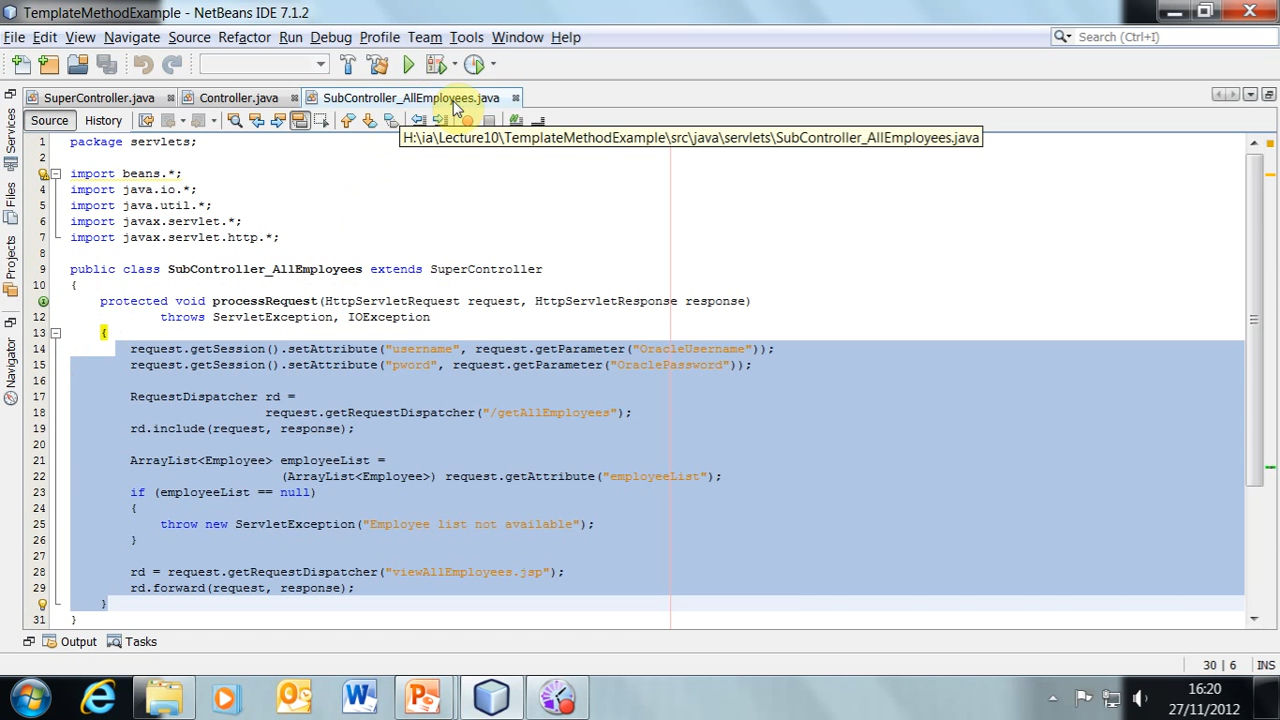 TemplateMethodExample - NetBeans IDE 7.1.2
File Edit View Navigate Source Refactor Run Debug Profile Team Tools Window Help
Search (Ctrl+I)
SuperController.java Controller.java SubController_AllEmployees.java
Source History
H:\ia\Lecture10\TemplateMethodExample\src\java\servlets\SubController_AllEmployees.java
Services
Files
Projects
Navigator
1 package servlets;
2
3 import beans.*;
4 import java.io.*;
5 import java.util.*;
6 import javax.servlet.*;
7 import javax.servlet.http.*;
8
9 public class SubController_AllEmployees extends SuperController
10 {
protected void processRequest(HttpServletRequest request, HttpServletResponse response)
12 throws ServletException, IOException
13 {
14 request.getSession().setAttribute("username", request.getParameter("OracleUsername"));
15 request.getSession().setAttribute("pword", request.getParameter("OraclePassword"));
16
17 RequestDispatcher rd =
18 request.getRequestDispatcher("/getAllEmployees");
19 rd.include(request, response);
20
21 ArrayList<Employee> employeeList =
22 (ArrayList<Employee>) request.getAttribute("employeeList");
23 if (employeeList == null)
24 {
25 throw new ServletException("Employee list not available");
26 }
27
28 rd = request.getRequestDispatcher("viewAllEmployees.jsp");
29 rd.forward(request, response);
}
31 }
Output Tasks
30 | 6 INS
16:20
27/11/2012